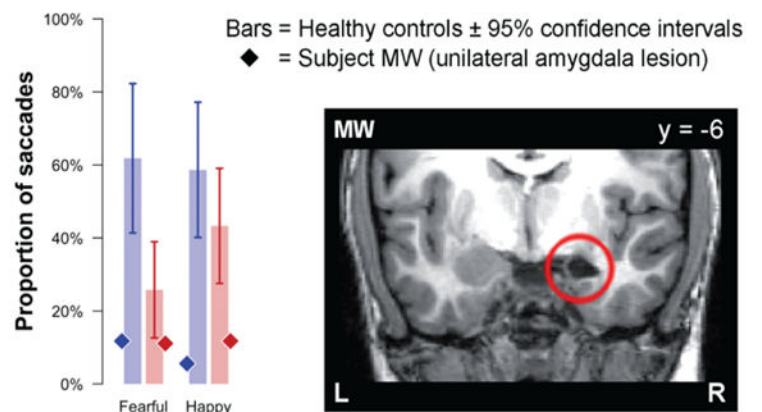 Bars = Healthy controls ± 95% confidence intervals
◆ = Subject MW (unilateral amygdala lesion)
Proportion of saccades
100%
80%
60%
40%
20%
0%
Fearful Happy
MW y = -6
L R